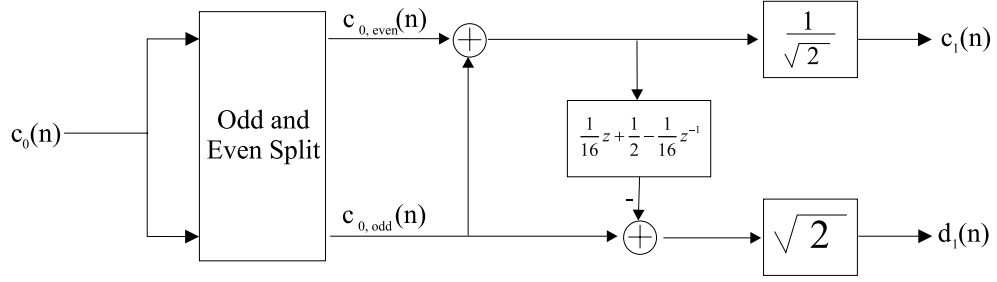 c₀(n)
Odd and
Even Split
c₀, even(n)
c₀, odd(n)
+
1/16 z + 1/2 − 1/16 z⁻¹
-
+
1/√2
√2
c₁(n)
d₁(n)